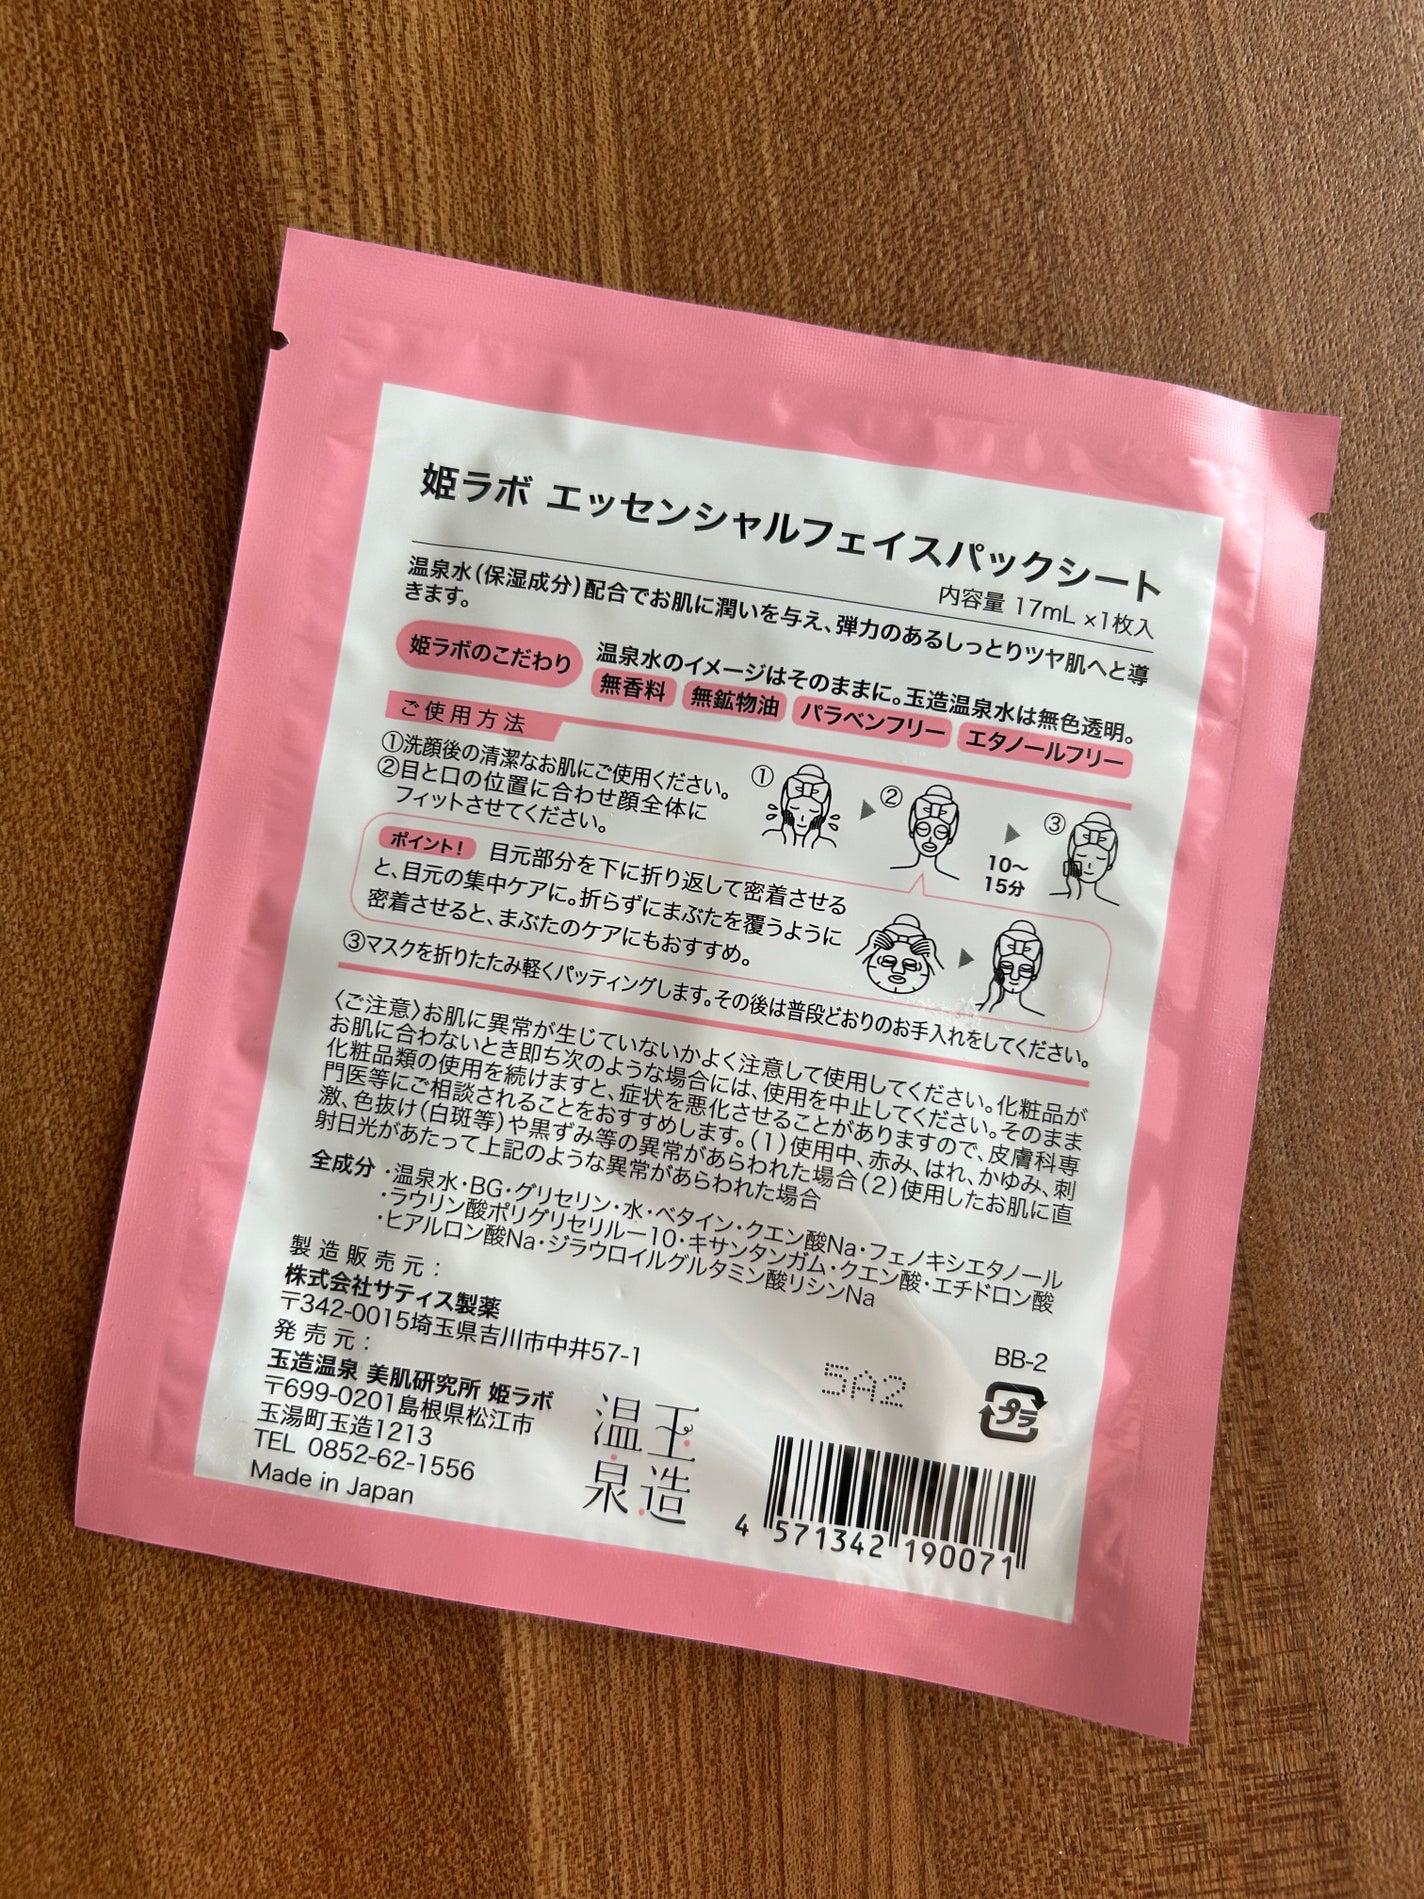 姫ラボ エッセンシャルフェイスパックシート
内容量 17mL ×1枚入
温泉水(保湿成分)配合でお肌に潤いを与え、弾力のあるしっとりツヤ肌へと導
きます。
姫ラボのこだわり
温泉水のイメージはそのままに。玉造温泉水は無色透明。
無香料 無鉱物油 パラベンフリー エタノールフリー
ご使用方法
①洗顔後の清潔なお肌にご使用ください。
②目と口の位置に合わせ顔全体に
フィットさせてください。
① ② ③
10〜
15分
ポイント! 目元部分を下に折り返して密着させる
と、目元の集中ケアに。折らずにまぶたを覆うように
密着させると、まぶたのケアにもおすすめ。
③マスクを折りたたみ軽くパッティングします。その後は普段どおりのお手入れをしてください。
〈ご注意〉お肌に異常が生じていないかよく注意して使用してください。化粧品が
お肌に合わないとき即ち次のような場合には、使用を中止してください。そのまま
化粧品類の使用を続けますと、症状を悪化させることがありますので、皮膚科専
門医等にご相談されることをおすすめします。(1)使用中、赤み、はれ、かゆみ、刺
激、色抜け(白斑等)や黒ずみ等の異常があらわれた場合(2)使用したお肌に直
射日光があたって上記のような異常があらわれた場合
全成分・温泉水・BG・グリセリン・水・ベタイン・クエン酸Na・フェノキシエタノール
・ラウリン酸ポリグリセリルー10・キサンタンガム・クエン酸・エチドロン酸
・ヒアルロン酸Na・ジラウロイルグルタミン酸リシンNa
製造販売元:
株式会社サティス製薬
〒342-0015埼玉県吉川市中井57-1
発売元:
玉造温泉 美肌研究所 姫ラボ
〒699-0201島根県松江市
玉湯町玉造1213
TEL 0852-62-1556
Made in Japan
玉造
温泉
5A2
BB-2
プラ
4 571342 190071